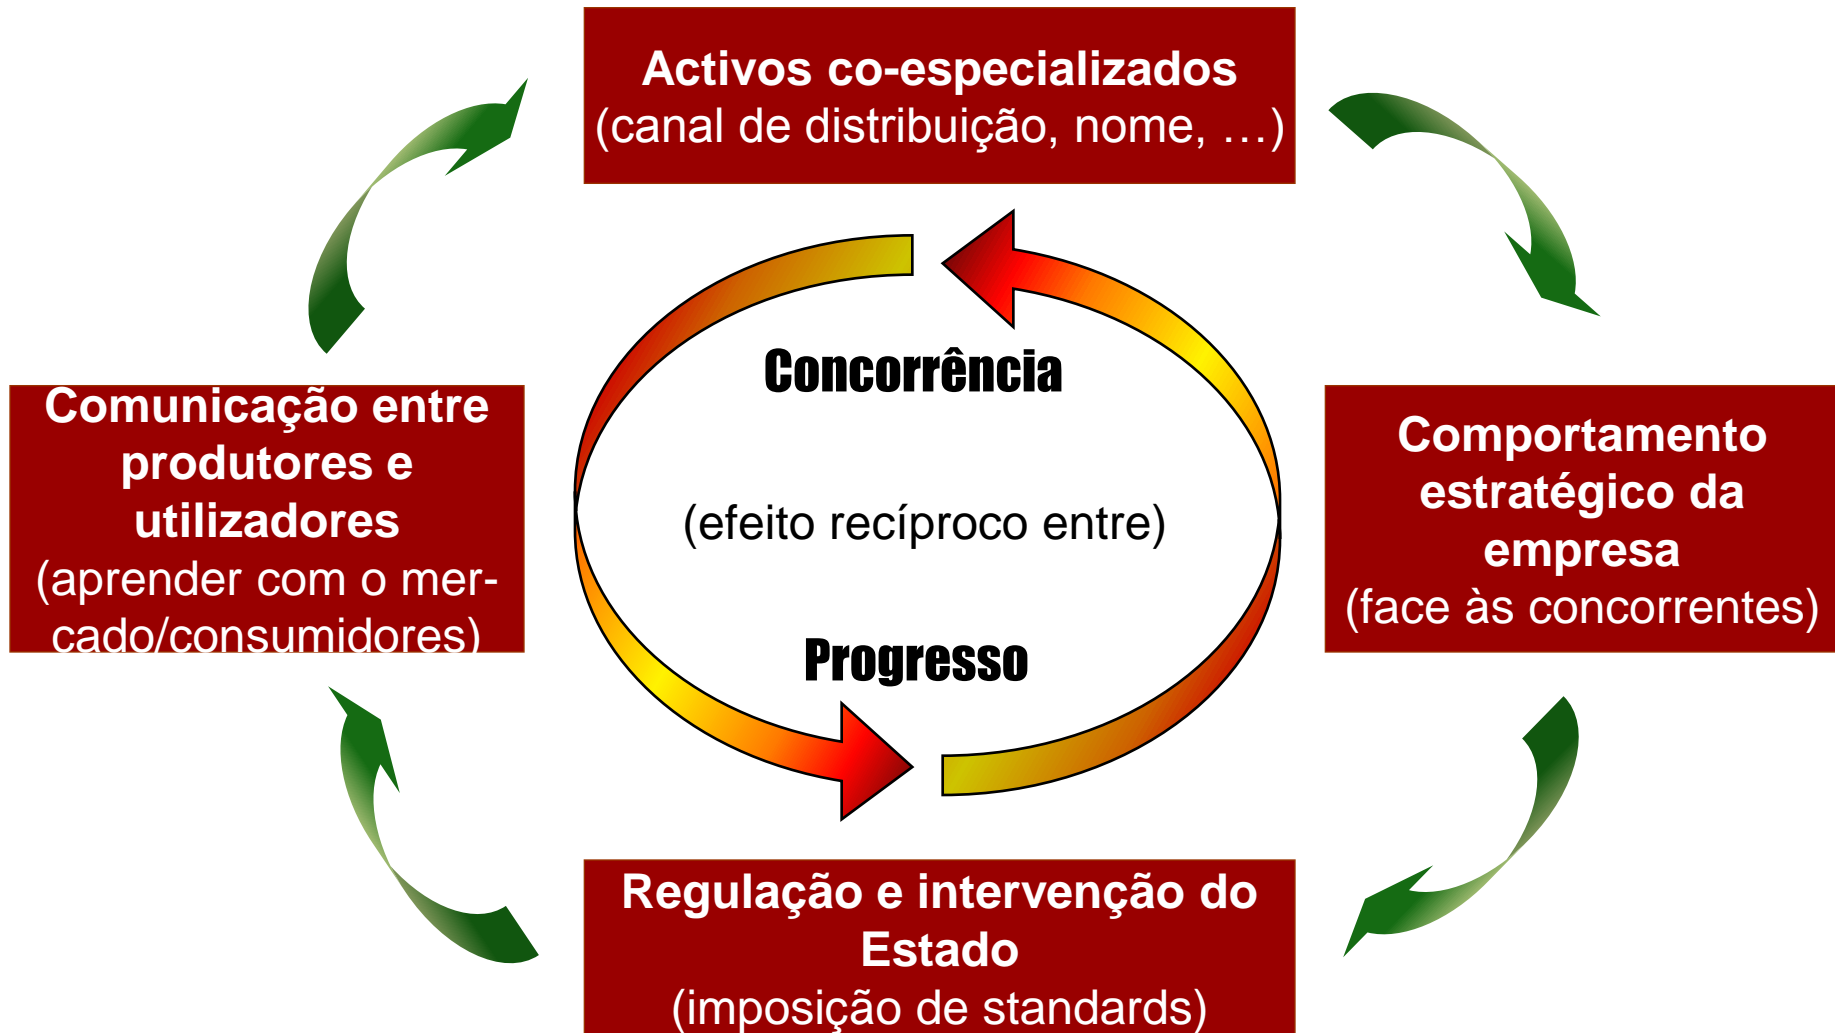 Activos co-especializados
(canal de distribuição, nome, …)
Concorrência
Comunicação entre
produtores e
utilizadores
(aprender com o mer-
cado/consumidores)
(efeito recíproco entre)
Comportamento
estratégico da
empresa
(face às concorrentes)
Progresso
Regulação e intervenção do
Estado
(imposição de standards)